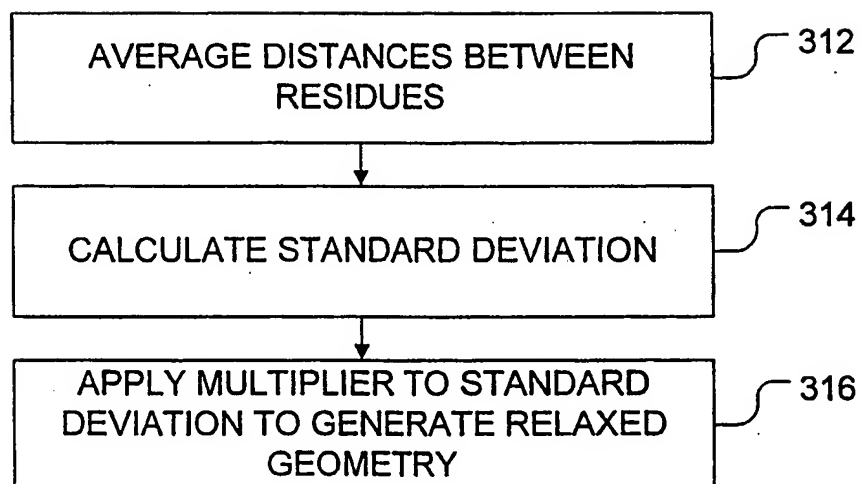 AVERAGE DISTANCES BETWEEN
RESIDUES
312
CALCULATE STANDARD DEVIATION
314
APPLY MULTIPLIER TO STANDARD
DEVIATION TO GENERATE RELAXED
GEOMETRY
316